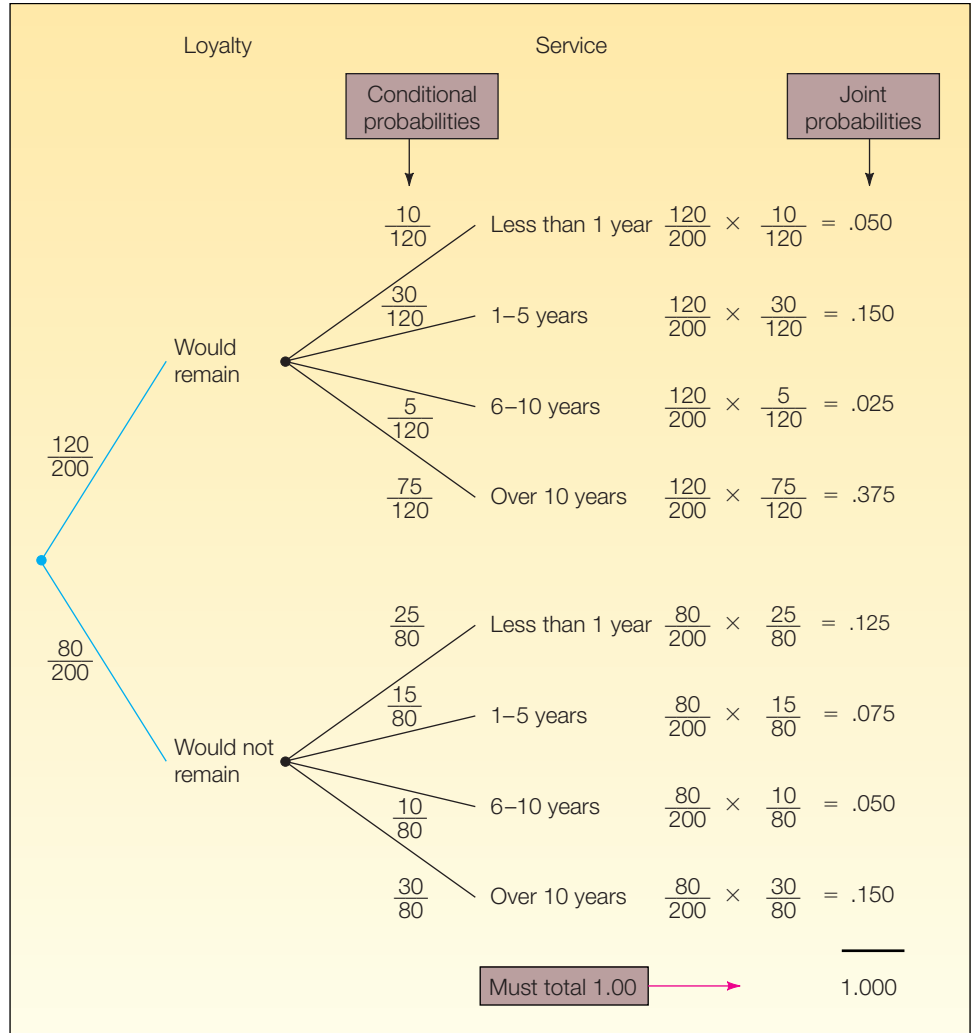 Loyalty Service
Conditional probabilities
Joint probabilities
10/120 Less than 1 year 120/200 × 10/120 = .050
30/120 1–5 years 120/200 × 30/120 = .150
Would remain
5/120 6–10 years 120/200 × 5/120 = .025
120/200
75/120 Over 10 years 120/200 × 75/120 = .375
25/80 Less than 1 year 80/200 × 25/80 = .125
80/200
15/80 1–5 years 80/200 × 15/80 = .075
Would not remain
10/80 6–10 years 80/200 × 10/80 = .050
30/80 Over 10 years 80/200 × 30/80 = .150
Must total 1.00 1.000